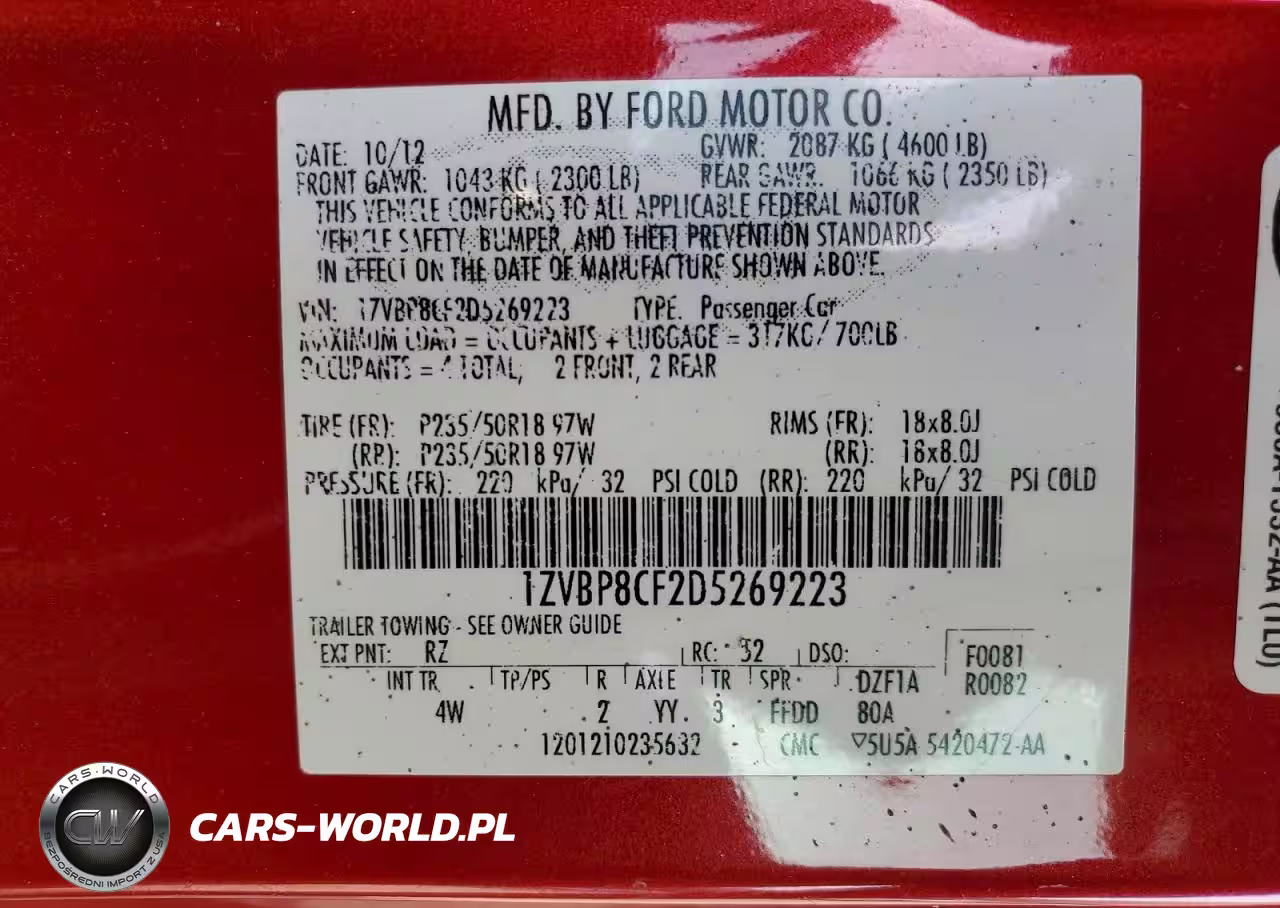 MFD. BY FORD MOTOR CO.
DATE: 10/12 GVWR: 2087 KG ( 4600 LB)
FRONT GAWR: 1043 KG ( 2300 LB) REAR GAWR: 1066 KG ( 2350 LB)
THIS VEHICLE CONFORMS TO ALL APPLICABLE FEDERAL MOTOR
VEHICLE SAFETY, BUMPER, AND THEFT PREVENTION STANDARDS
IN EFFECT ON THE DATE OF MANUFACTURE SHOWN ABOVE.
VIN: 1ZVBP8CF2D5269223 TYPE: Passenger Car
MAXIMUM LOAD = OCCUPANTS + LUGGAGE = 317KG/ 700LB
OCCUPANTS = 4 TOTAL, 2 FRONT, 2 REAR
TIRE (FR): P235/50R18 97W RIMS (FR): 18x8.0J
(RR): P235/50R18 97W (RR): 18x8.0J
PRESSURE (FR): 220 kPa/ 32 PSI COLD (RR): 220 kPa/ 32 PSI COLD
1ZVBP8CF2D5269223
TRAILER TOWING - SEE OWNER GUIDE
EXT PNT: RZ RC: 32 DSO: F0081
INT TR TP/PS R AXLE TR SPR DZF1A R0082
4W 2 YY 3 FFDD 80A
1201210235632 CMC ▽5U5A 5420472-AA
CARS-WORLD
CW
BEZPOŚREDNI IMPORT Z USA
CARS-WORLD.PL